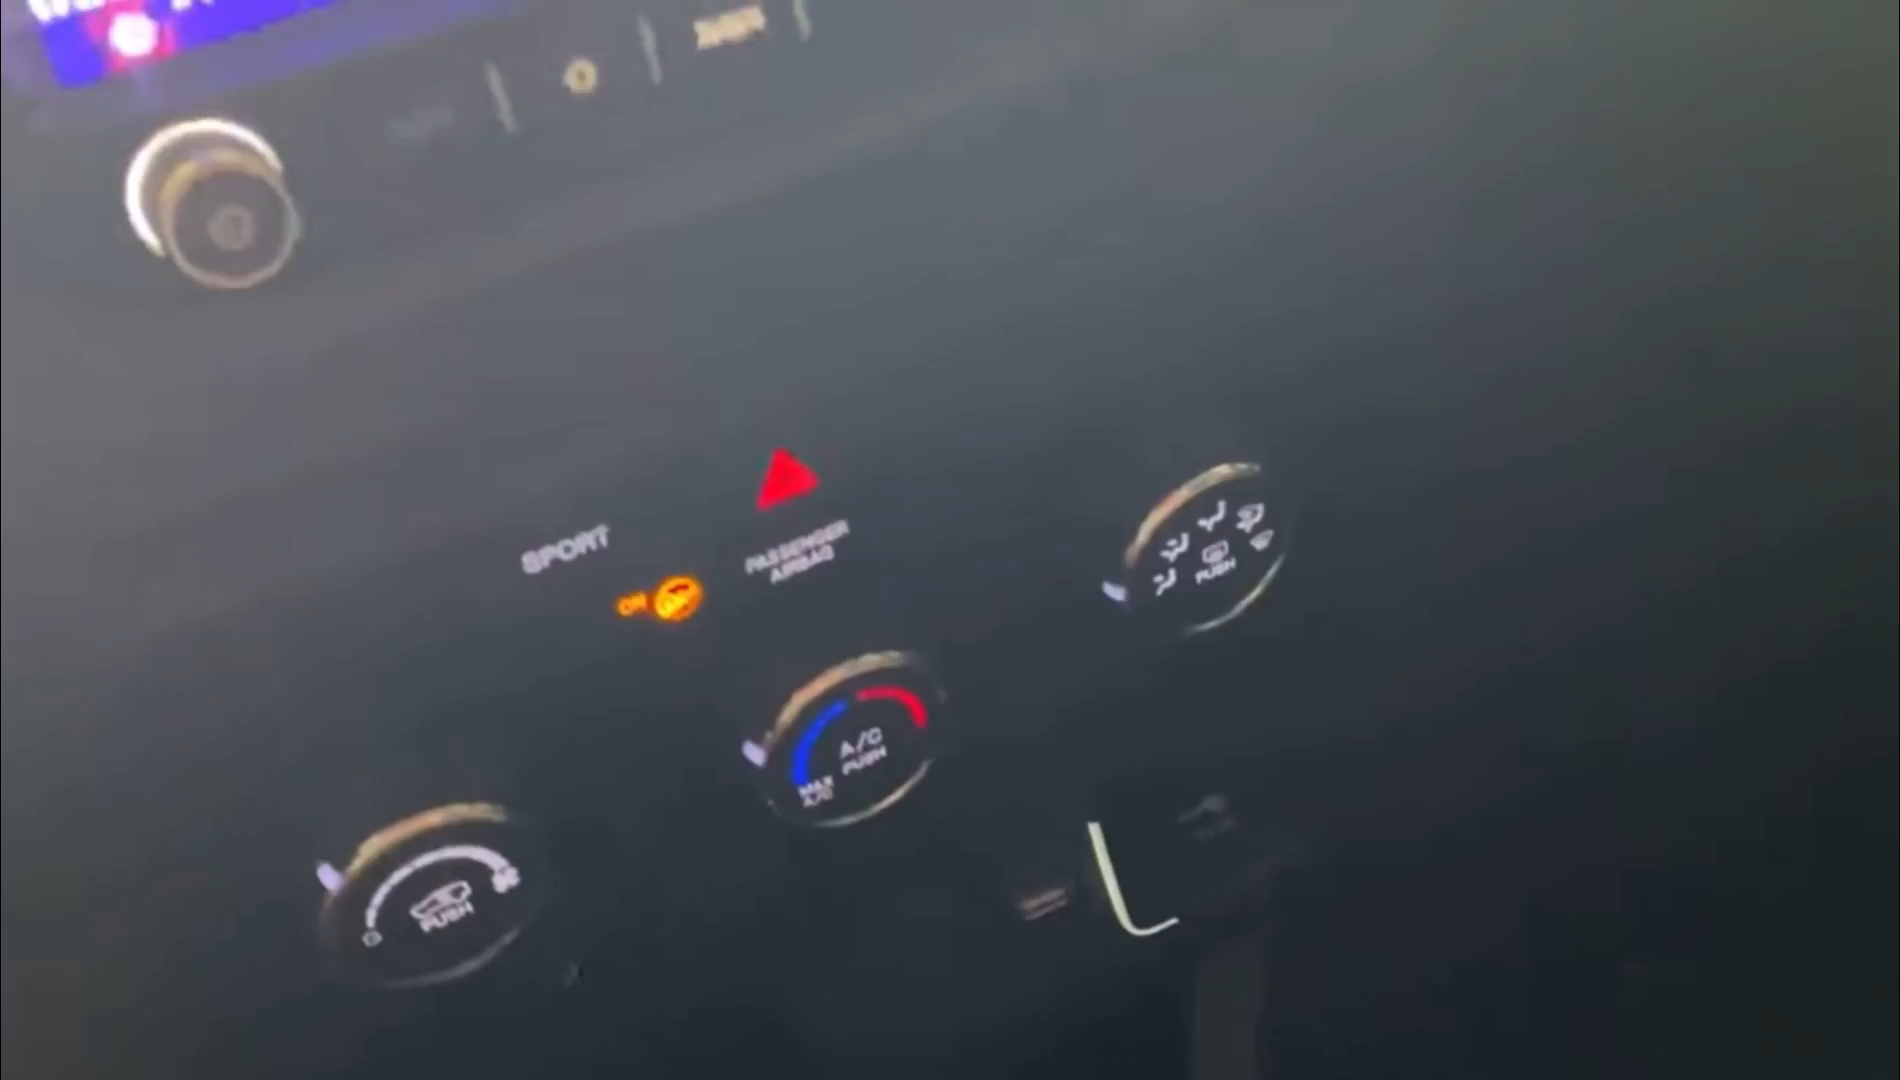 SPORT
PASSENGER
AIRBAG
ON
PUSH
A/C
PUSH
MAX
A/C
PUSH